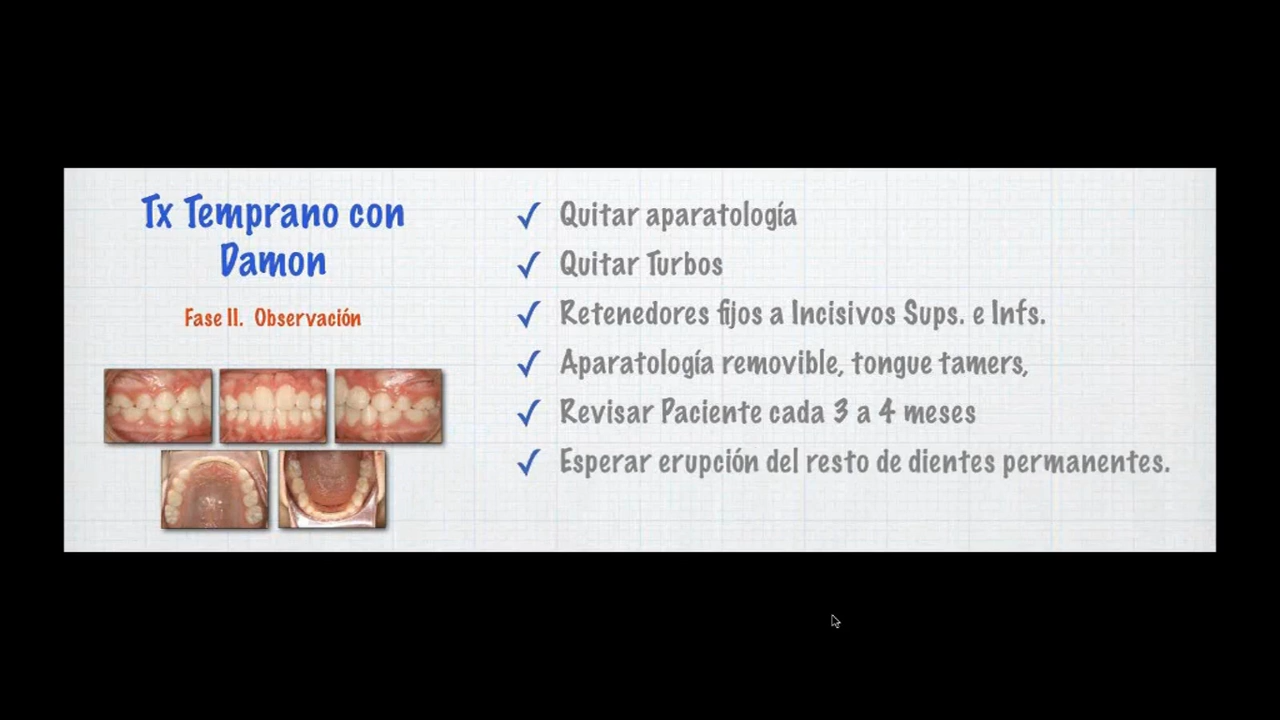 Tx Temprano con
Damon
Fase II. Observación
Quitar aparatología
Quitar Turbos
Retenedores fijos a Incisivos Sups. e Infs.
Aparatología removible, tongue tamers,
Revisar Paciente cada 3 a 4 meses
Esperar erupción del resto de dientes permanentes.